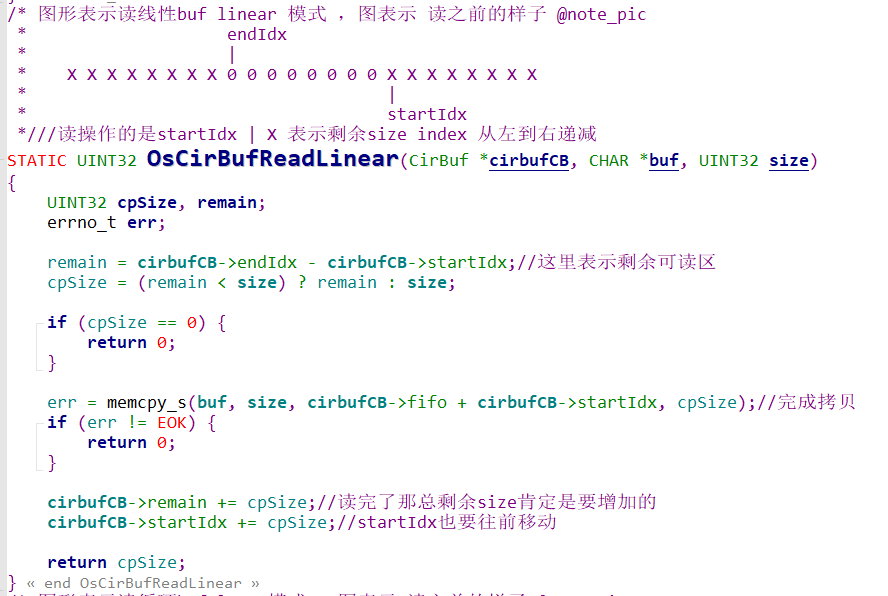 /* 图形表示读线性buf linear 模式 ，图表示 读之前的样子 @note_pic
 *                    endIdx
 *                    |
 *    X X X X X X X X 0 0 0 0 0 0 0 0 X X X X X X X X
 *                                    |
 *                                    startIdx
 *///读操作的是startIdx | X 表示剩余size index 从左到右递减
STATIC UINT32 OsCirBufReadLinear(CirBuf *cirbufCB, CHAR *buf, UINT32 size)
{
    UINT32 cpSize, remain;
    errno_t err;

    remain = cirbufCB->endIdx - cirbufCB->startIdx;//这里表示剩余可读区
    cpSize = (remain < size) ? remain : size;

    if (cpSize == 0) {
        return 0;
    }

    err = memcpy_s(buf, size, cirbufCB->fifo + cirbufCB->startIdx, cpSize);//完成拷贝
    if (err != EOK) {
        return 0;
    }

    cirbufCB->remain += cpSize;//读完了那总剩余size肯定是要增加的
    cirbufCB->startIdx += cpSize;//startIdx也要往前移动

    return cpSize;
} « end OsCirBufReadLinear »